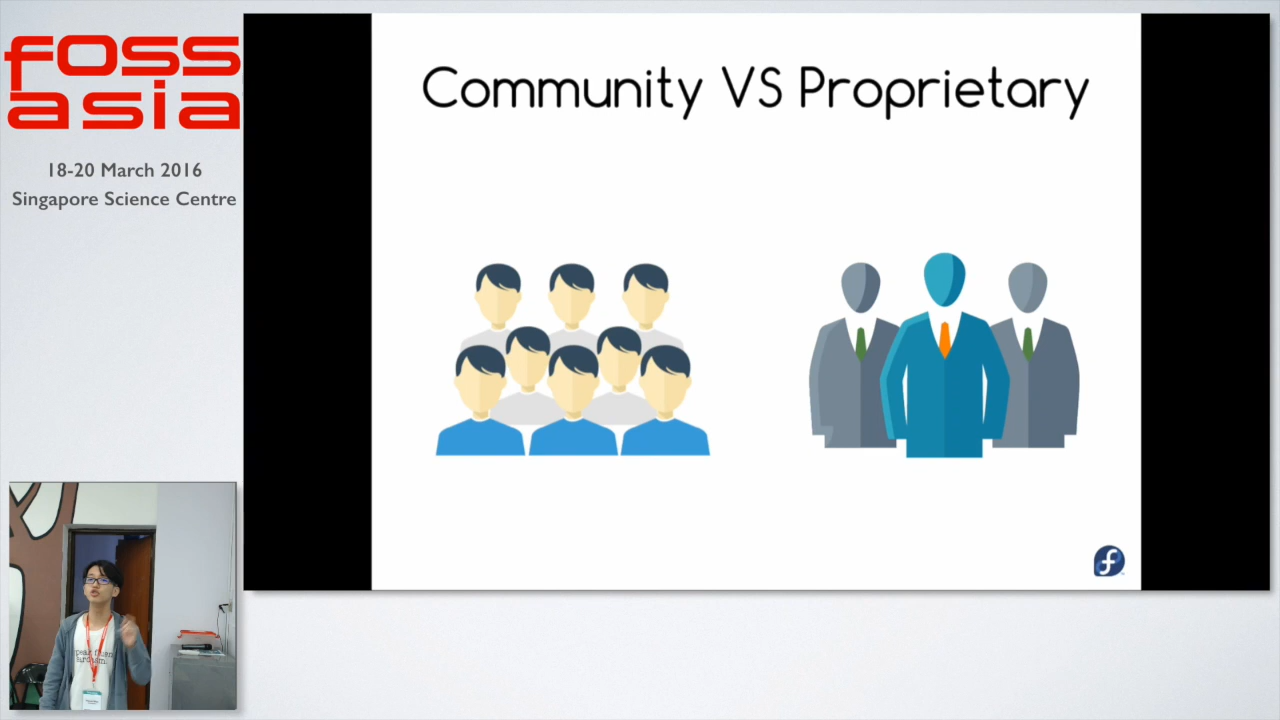 foss
asia
18-20 March 2016
Singapore Science Centre
Community VS Proprietary